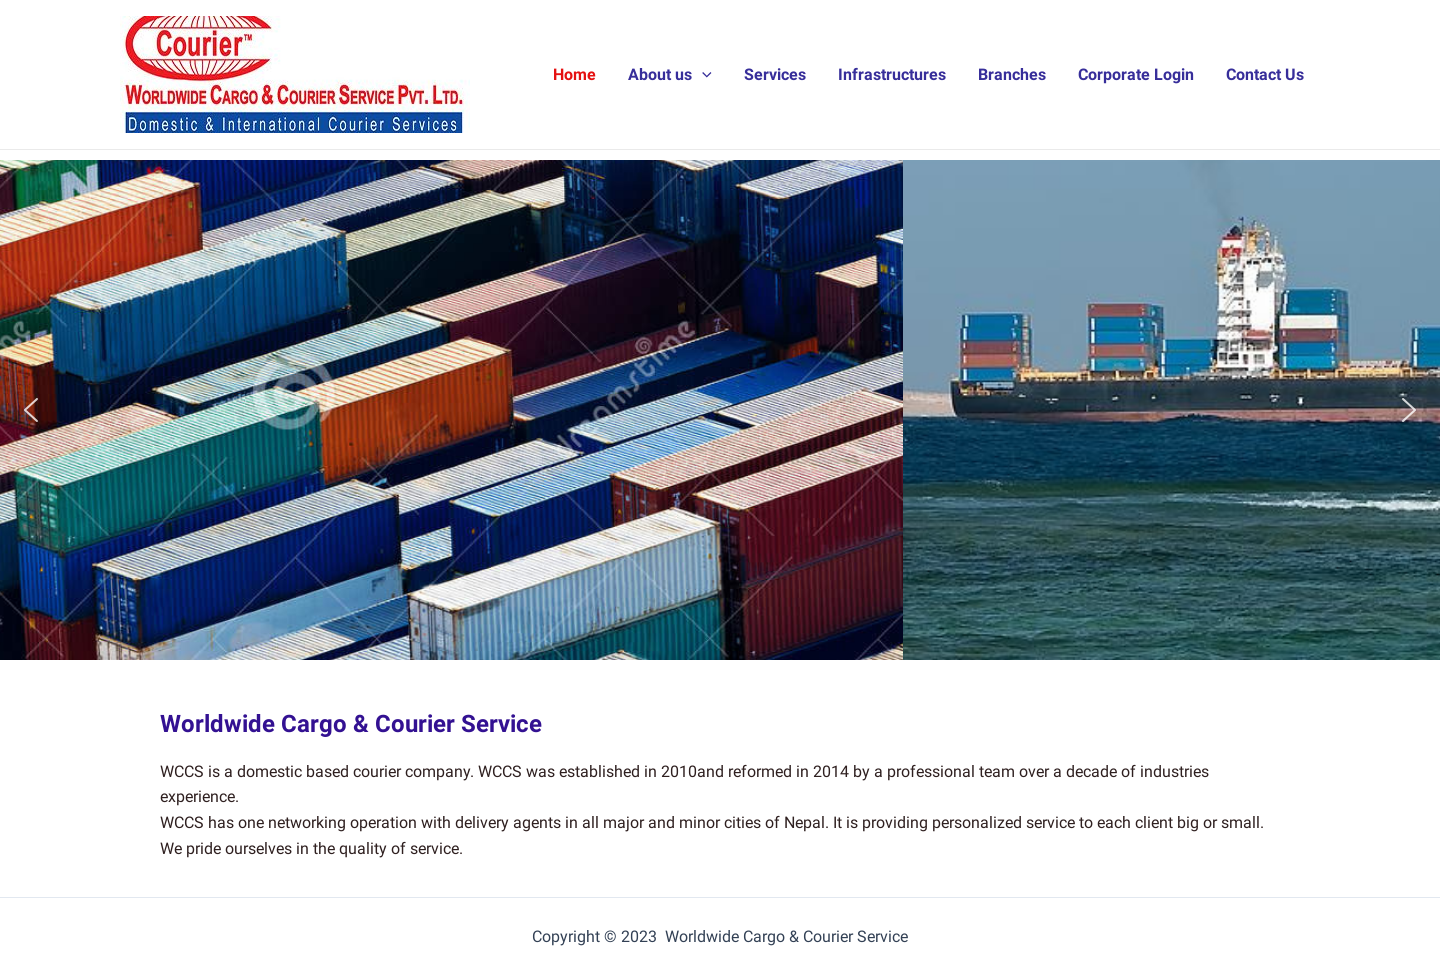 Courier™
WORLDWIDE CARGO & COURIER SERVICE PVT. LTD.
Domestic & International Courier Services
Home
About us
Services
Infrastructures
Branches
Corporate Login
Contact Us
dreamstime
Worldwide Cargo & Courier Service
WCCS is a domestic based courier company. WCCS was established in 2010and reformed in 2014 by a professional team over a decade of industries
experience.
WCCS has one networking operation with delivery agents in all major and minor cities of Nepal. It is providing personalized service to each client big or small.
We pride ourselves in the quality of service.
Copyright © 2023  Worldwide Cargo & Courier Service